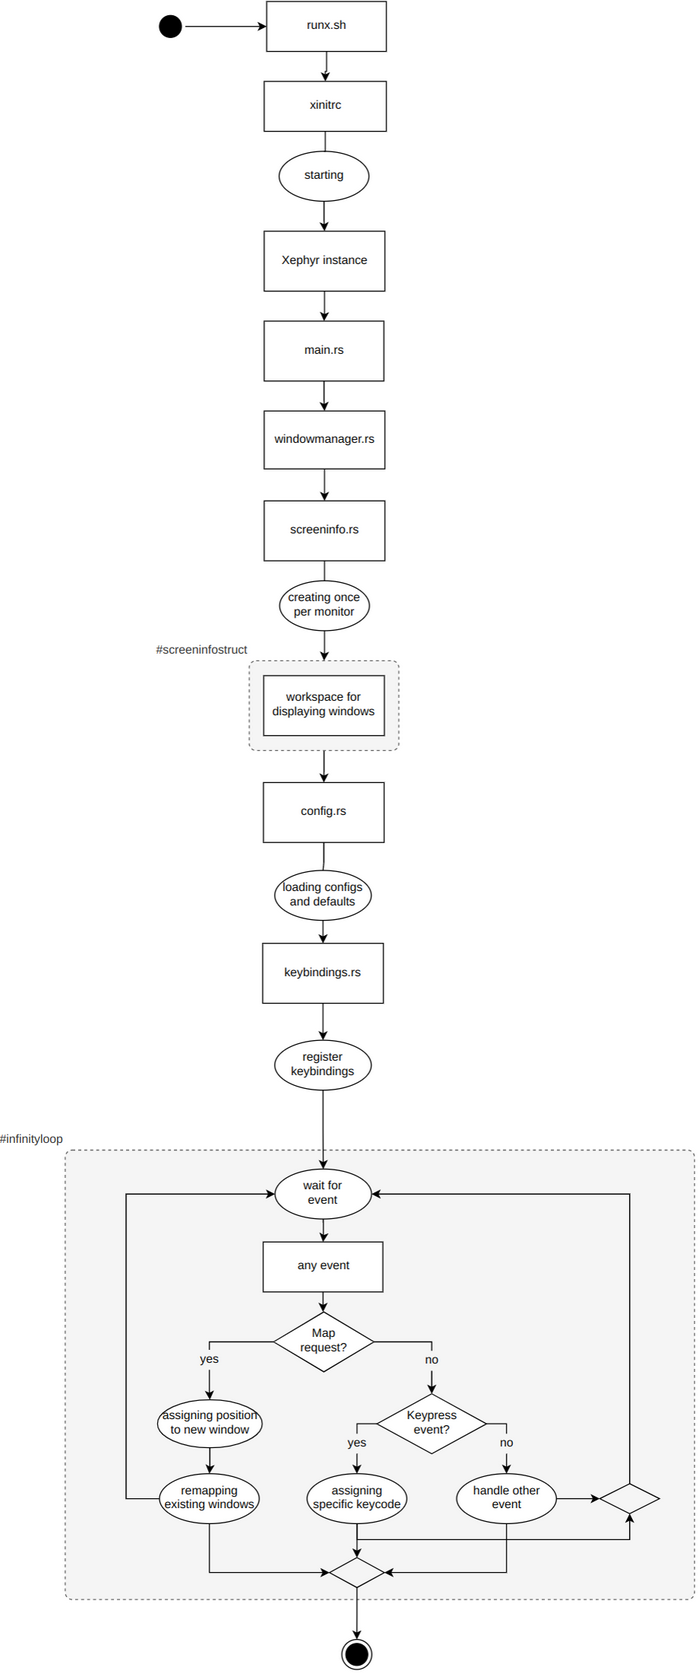 runx.sh
xinitrc
starting
Xephyr instance
main.rs
windowmanager.rs
screeninfo.rs
creating once
per monitor
#screeninfostruct
workspace for
displaying windows
config.rs
loading configs
and defaults
keybindings.rs
register
keybindings
#infinityloop
wait for
event
any event
Map
request?
yes
no
assigning position
to new window
Keypress
event?
yes
no
remapping
existing windows
assigning
specific keycode
handle other
event